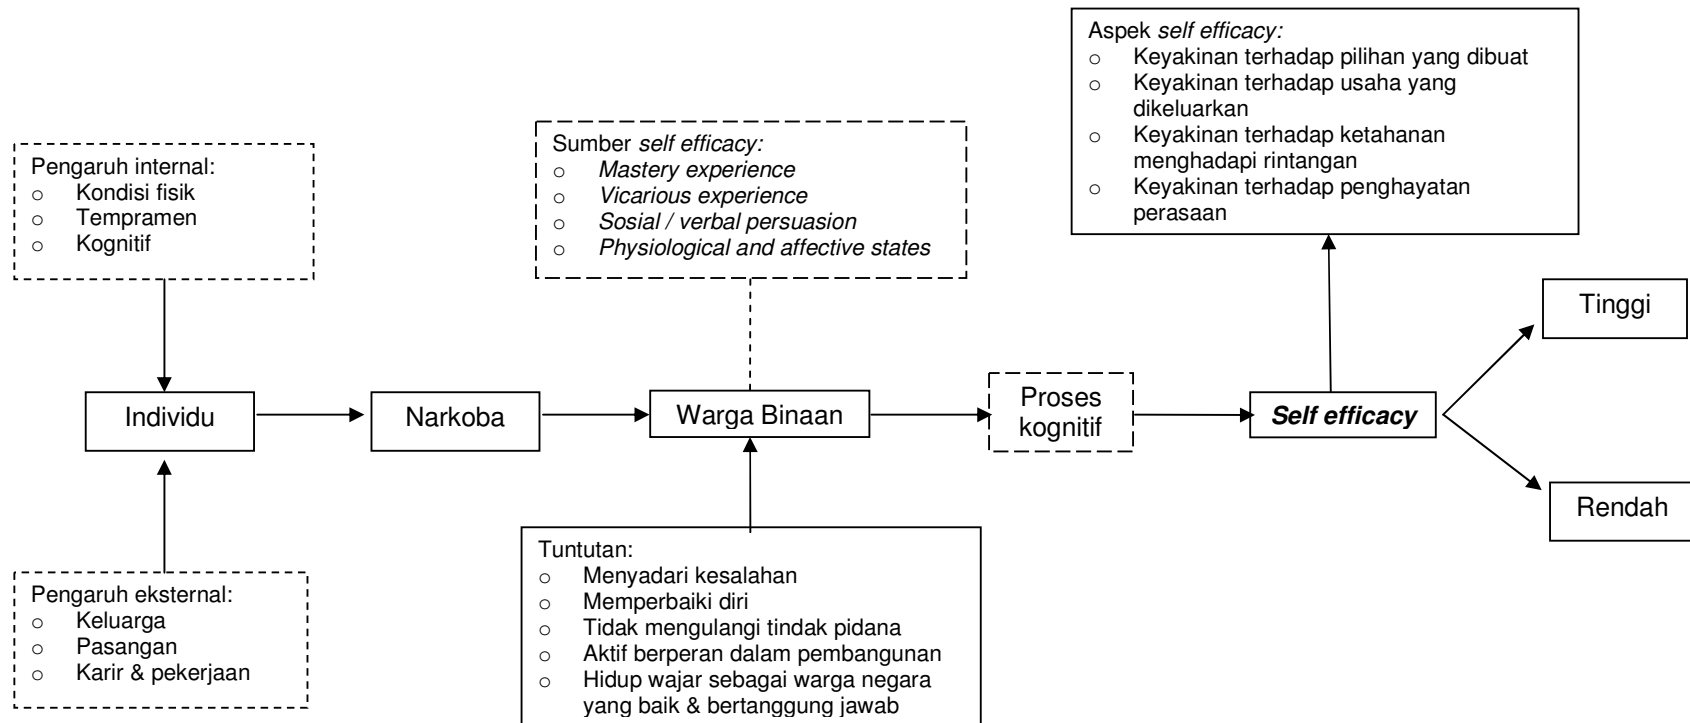 Aspek self efficacy:
o Keyakinan terhadap pilihan yang dibuat
o Keyakinan terhadap usaha yang
dikeluarkan
o Keyakinan terhadap ketahanan
menghadapi rintangan
o Keyakinan terhadap penghayatan
perasaan
Sumber self efficacy:
o Mastery experience
o Vicarious experience
o Sosial / verbal persuasion
o Physiological and affective states
Pengaruh internal:
o Kondisi fisik
o Tempramen
o Kognitif
Individu
Narkoba
Warga Binaan
Proses
kognitif
Self efficacy
Tinggi
Rendah
Pengaruh eksternal:
o Keluarga
o Pasangan
o Karir & pekerjaan
Tuntutan:
o Menyadari kesalahan
o Memperbaiki diri
o Tidak mengulangi tindak pidana
o Aktif berperan dalam pembangunan
o Hidup wajar sebagai warga negara
yang baik & bertanggung jawab